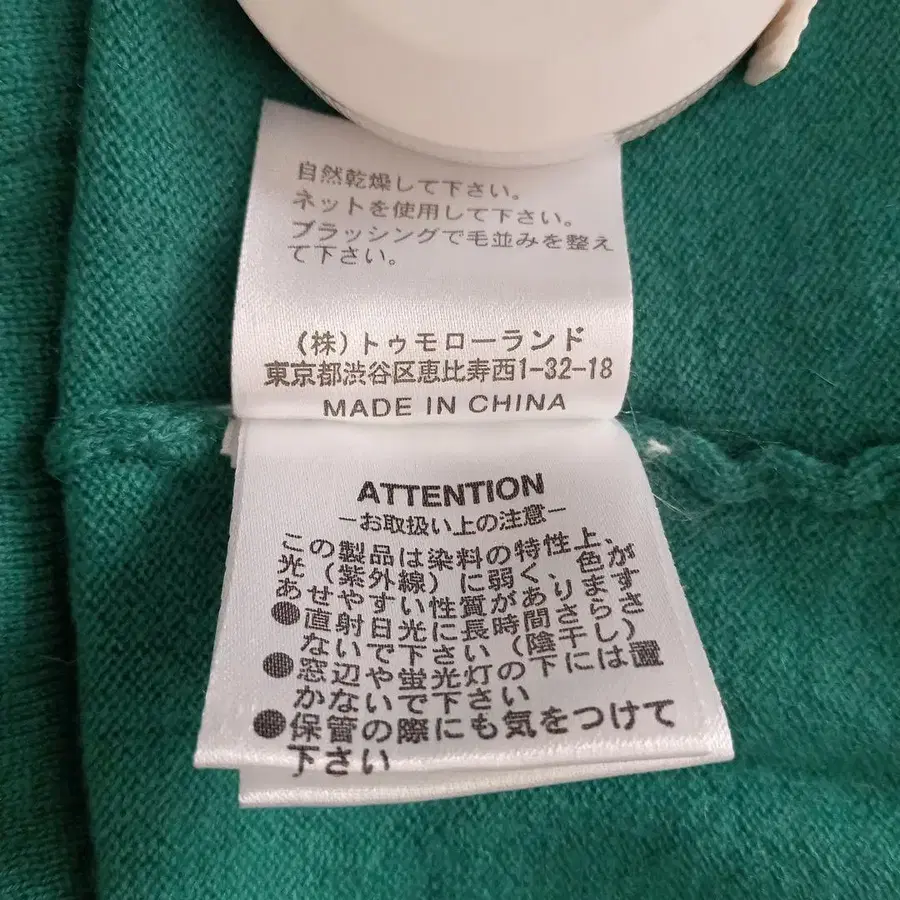 自然乾燥して下さい。
ネットを使用して下さい。
ブラッシングで毛並みを整え
て下さい。
(株)トゥモローランド
東京都渋谷区恵比寿西1-32-18
MADE IN CHINA
ATTENTION
-お取扱い上の注意-
この製品は染料の特性上、
光(紫外線)に弱く、色が
あせやすい性質があります
●直射日光に長時間さらさ
ないで下さい(陰干し)
●窓辺や蛍光灯の下には置
かないで下さい
●保管の際にも気をつけて
下さい